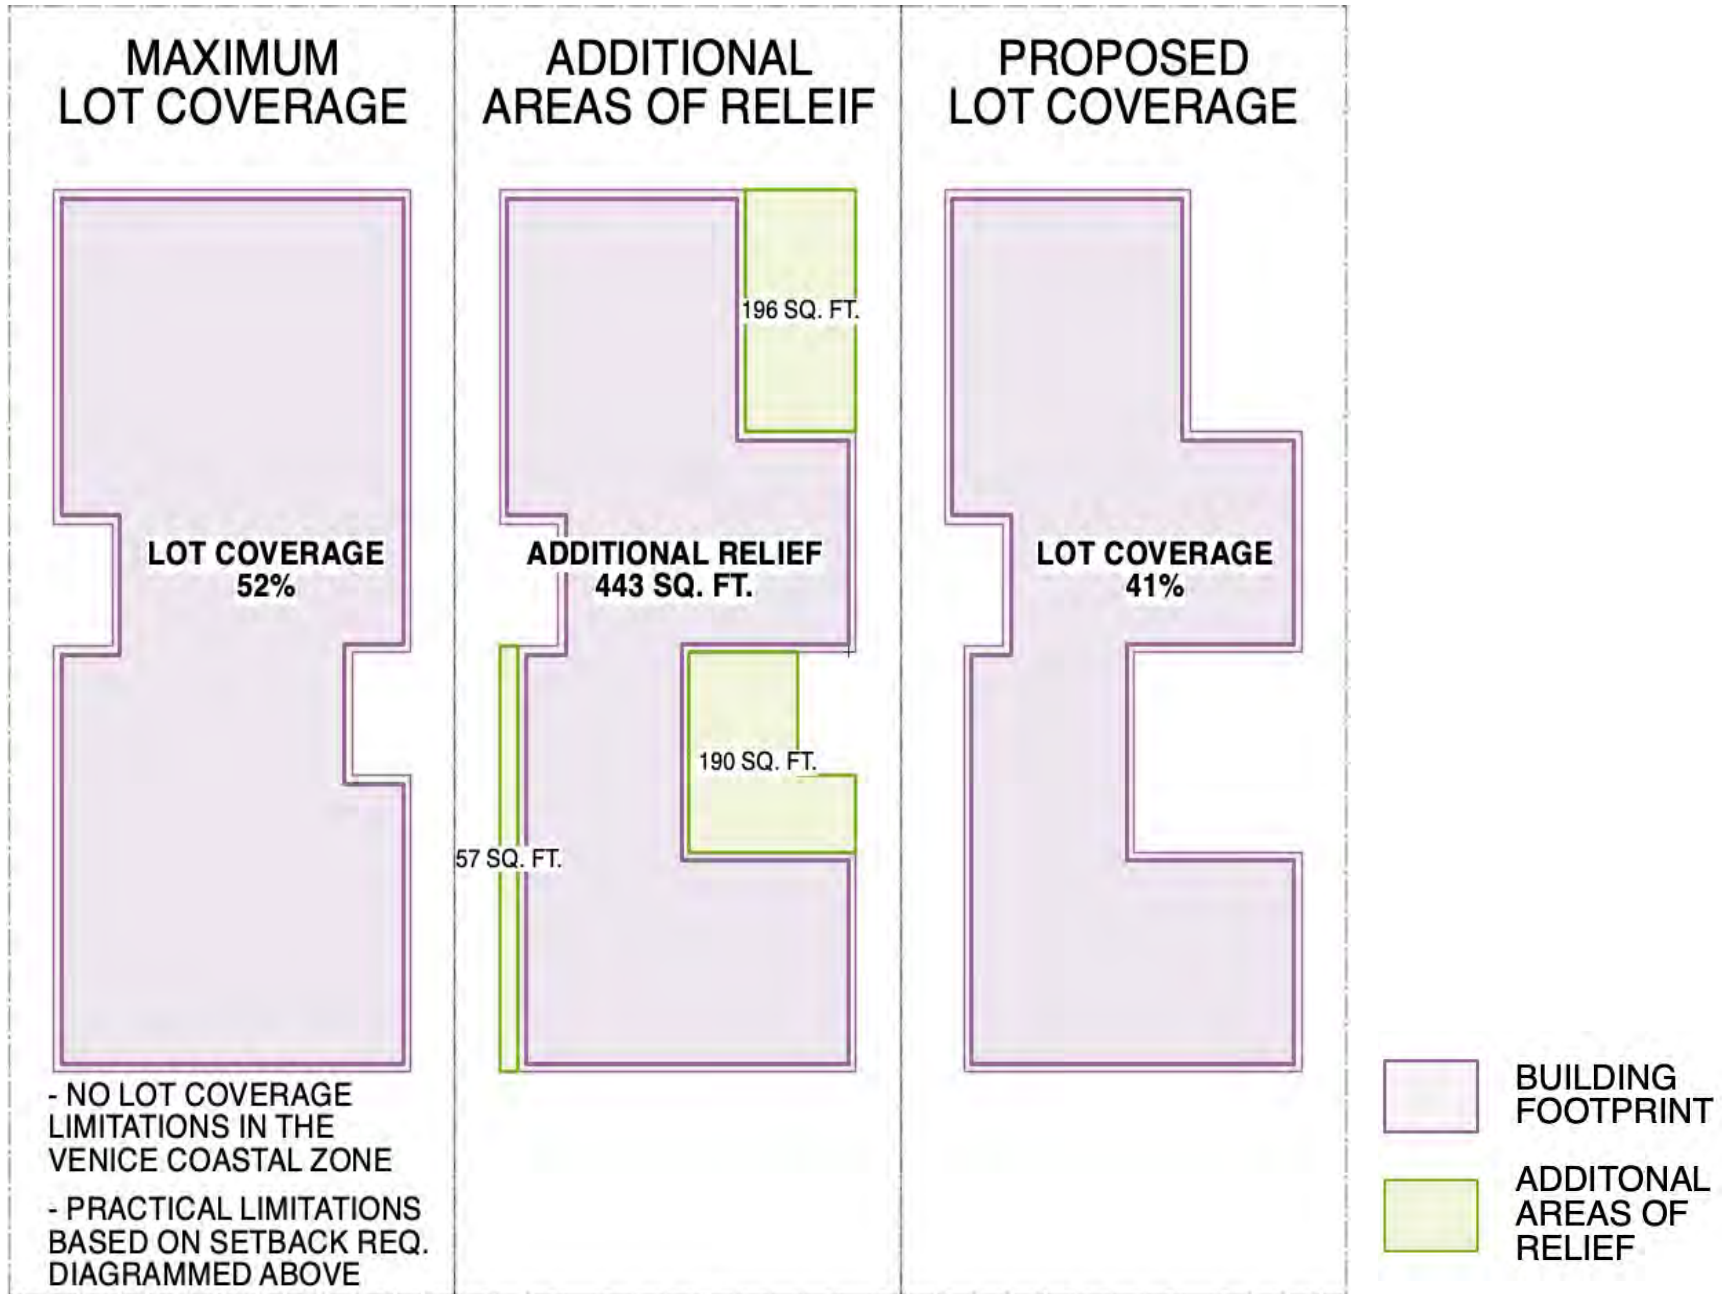 MAXIMUM
LOT COVERAGE
LOT COVERAGE
52%
- NO LOT COVERAGE
LIMITATIONS IN THE
VENICE COASTAL ZONE
- PRACTICAL LIMITATIONS
BASED ON SETBACK REQ.
DIAGRAMMED ABOVE
ADDITIONAL
AREAS OF RELEIF
196 SQ. FT.
ADDITIONAL RELIEF
443 SQ. FT.
190 SQ. FT.
57 SQ. FT.
PROPOSED
LOT COVERAGE
LOT COVERAGE
41%
BUILDING
FOOTPRINT
ADDITONAL
AREAS OF
RELIEF